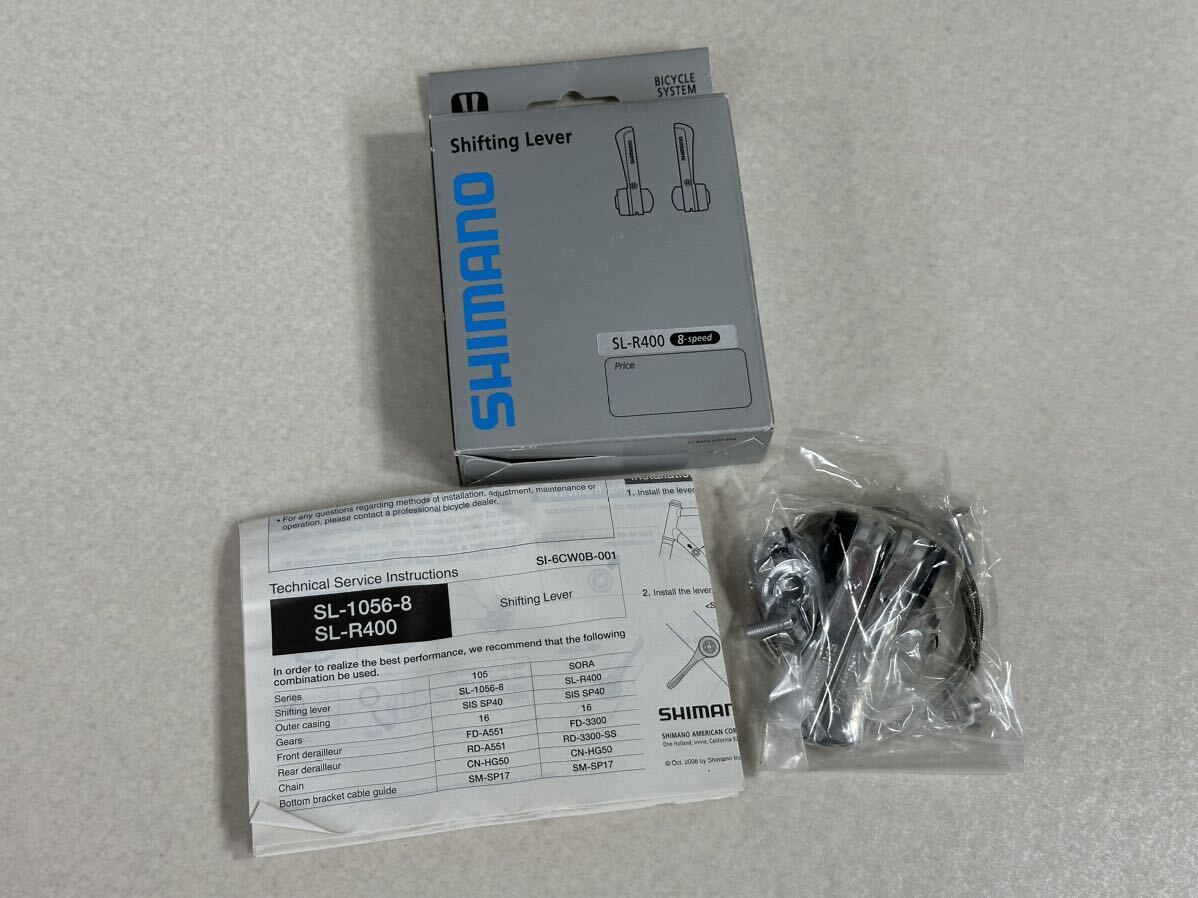 BICYCLE
SYSTEM
Shifting Lever
SHIMANO
SHIMANO
SHIMANO
SL-R400 8-speed
Price
• For any questions regarding methods of installation, adjustment, maintenance or
operation, please contact a professional bicycle dealer.
SI-6CW0B-001
Technical Service Instructions
SL-1056-8
SL-R400
Shifting Lever
In order to realize the best performance, we recommend that the following
combination be used.
Series 105 SORA
Shifting lever SL-1056-8 SL-R400
Outer casing SIS SP40 SIS SP40
Gears 16 16
Front derailleur FD-A551 FD-3300
Rear derailleur RD-A551 RD-3300-SS
Chain CN-HG50 CN-HG50
Bottom bracket cable guide SM-SP17 SM-SP17
Installation
1. Install the lever
2. Install the lever
<S
SHIMAN
SHIMANO AMERICAN COR
One Holland, Irvine, California 9
© Oct. 2006 by Shimano Inc